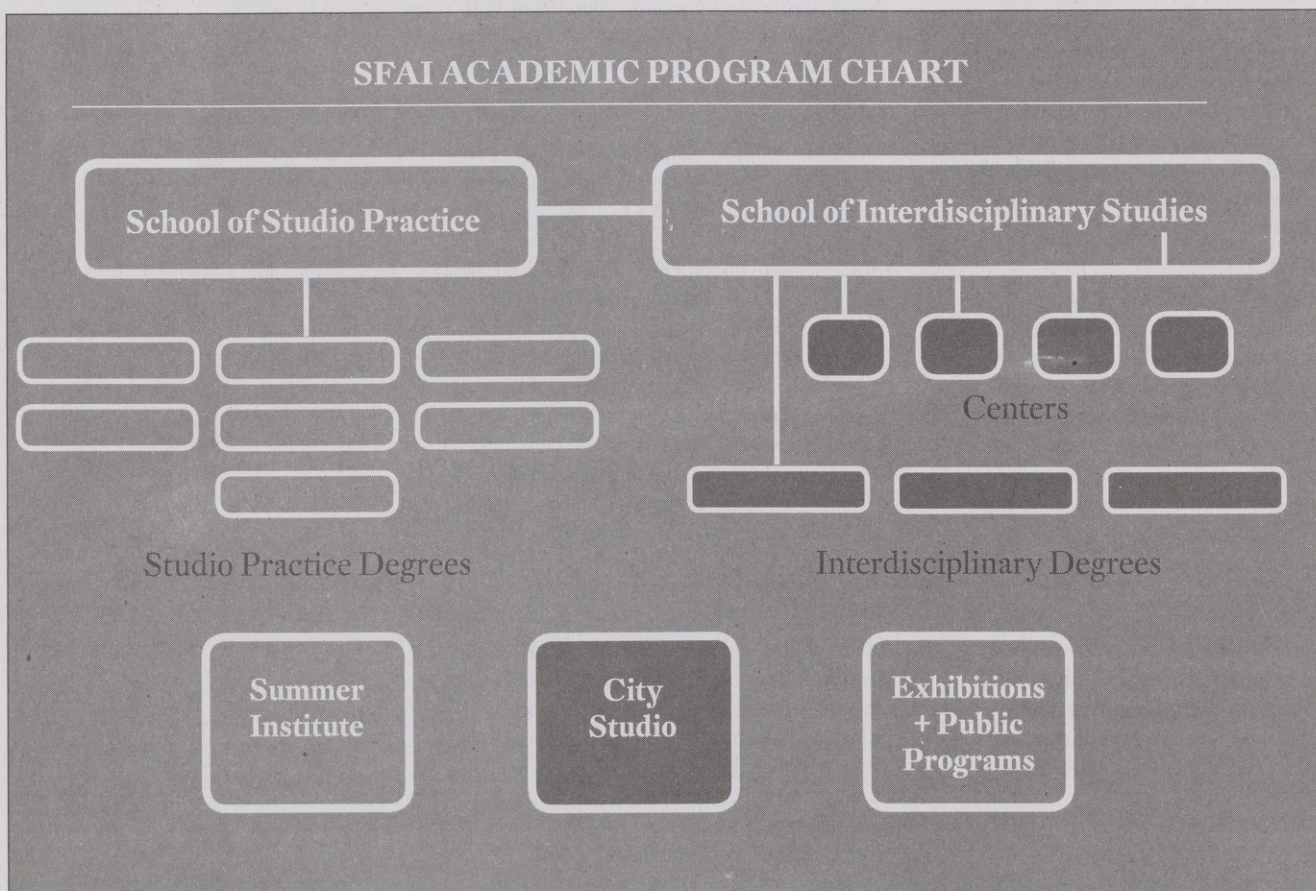 SFAI ACADEMIC PROGRAM CHART
School of Studio Practice
School of Interdisciplinary Studies
Centers
Studio Practice Degrees
Interdisciplinary Degrees
Summer
Institute
City
Studio
Exhibitions
+ Public
Programs